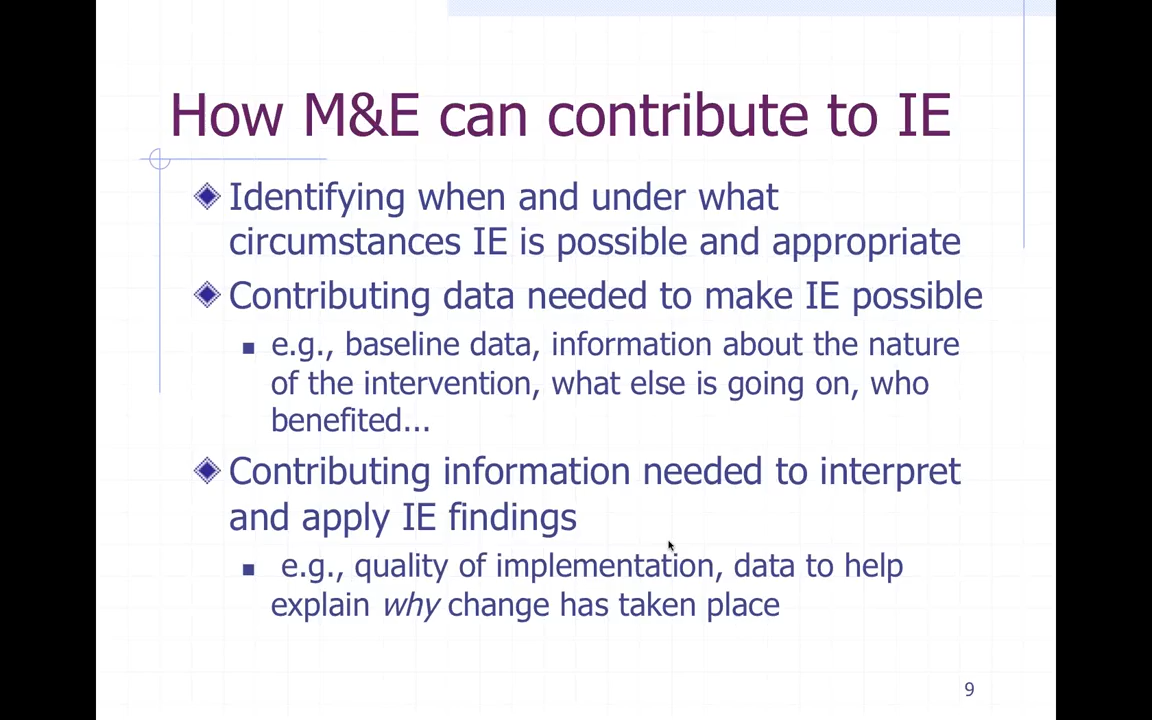 How M&E can contribute to IE
Identifying when and under what
circumstances IE is possible and appropriate
Contributing data needed to make IE possible
e.g., baseline data, information about the nature
of the intervention, what else is going on, who
benefited...
Contributing information needed to interpret
and apply IE findings
e.g., quality of implementation, data to help
explain why change has taken place
9